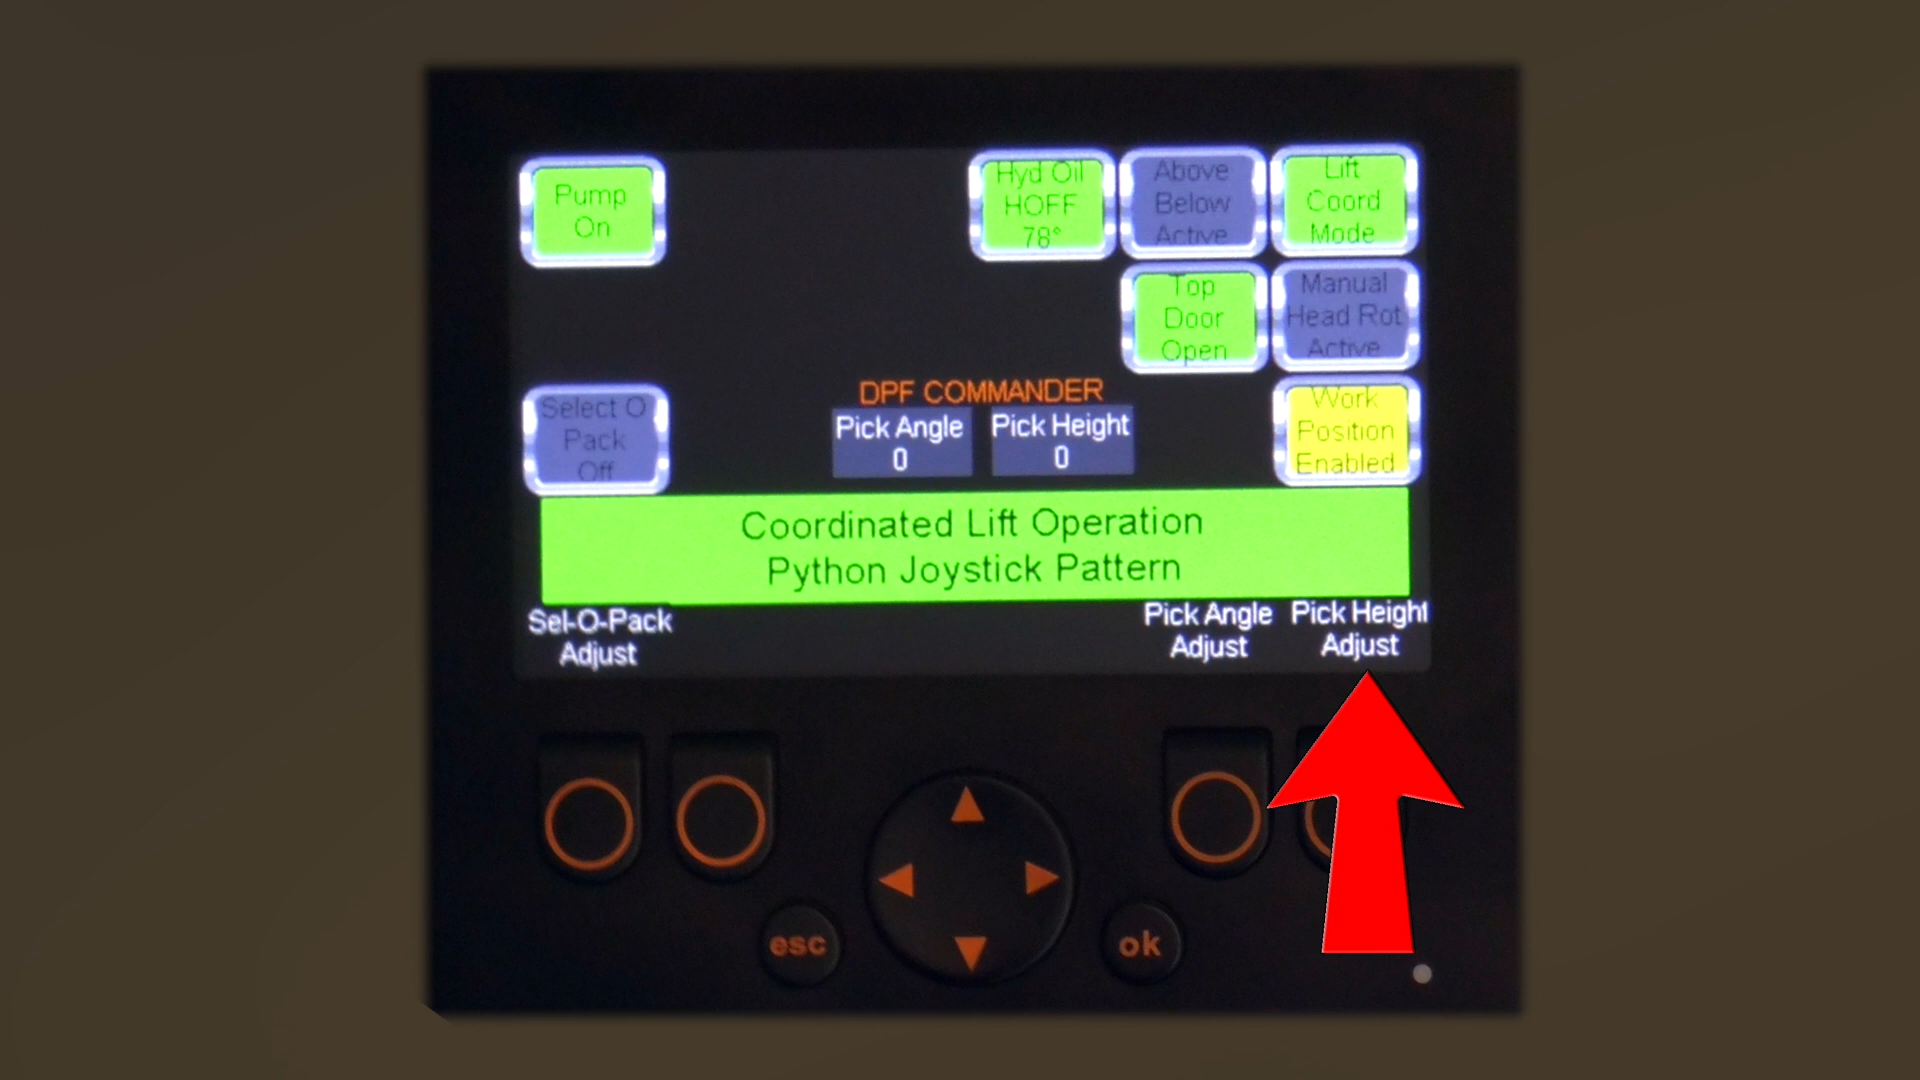 Pump
On
Hyd Oil
HOFF
78°
Above
Below
Active
Lift
Coord
Mode
Top
Door
Open
Manual
Head Rot
Active
Select O
Pack
Off
DPF COMMANDER
Pick Angle
0
Pick Height
0
Work
Position
Enabled
Coordinated Lift Operation
Python Joystick Pattern
Sel-O-Pack
Adjust
Pick Angle
Adjust
Pick Height
Adjust
esc
ok